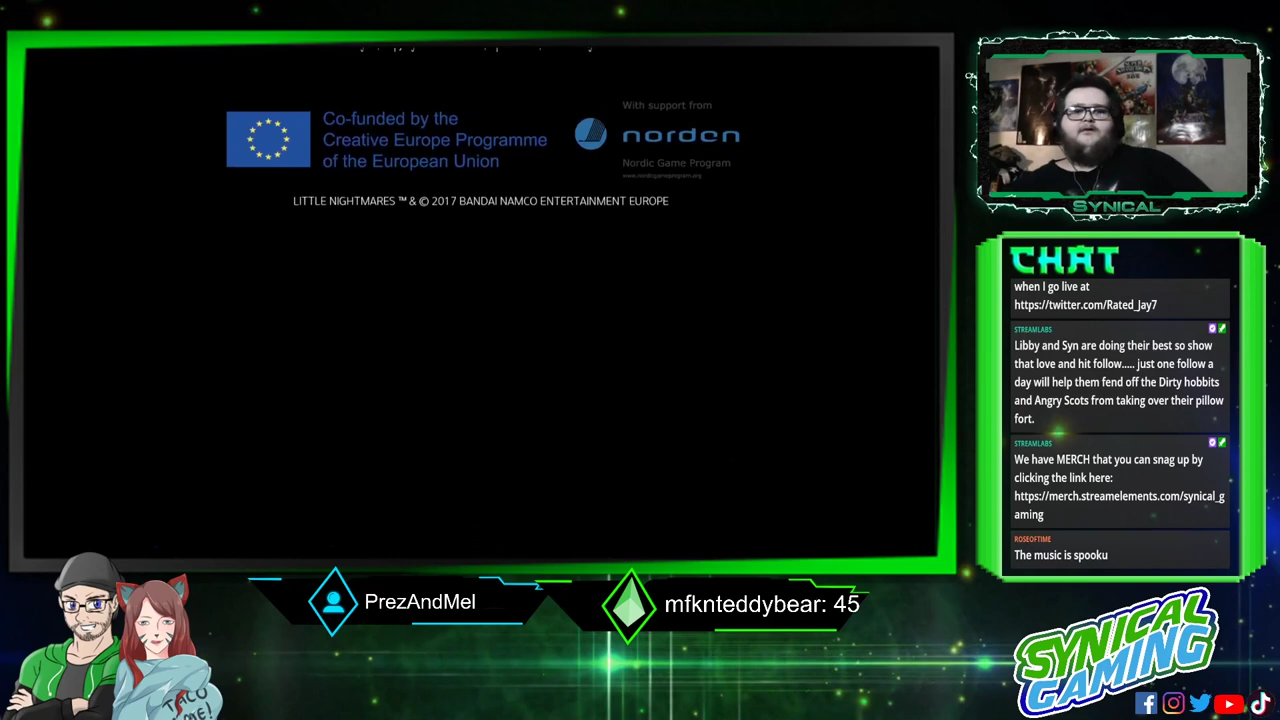 Co-funded by the
Creative Europe Programme
of the European Union
With support from
norden
Nordic Game Program
www.nordicgameprogram.org
LITTLE NIGHTMARES ™ & © 2017 BANDAI NAMCO ENTERTAINMENT EUROPE
SYNICAL
CHAT
when I go live at
https://twitter.com/Rated_Jay7
STREAMLABS
Libby and Syn are doing their best so show
that love and hit follow..... just one follow a
day will help them fend off the Dirty hobbits
and Angry Scots from taking over their pillow
fort.
STREAMLABS
We have MERCH that you can snag up by
clicking the link here:
https://merch.streamelements.com/synical_g
aming
ROSEOFTIME
The music is spooku
PrezAndMel
mfknteddybear: 45
TACO
ME!
SYNICAL
GAMING